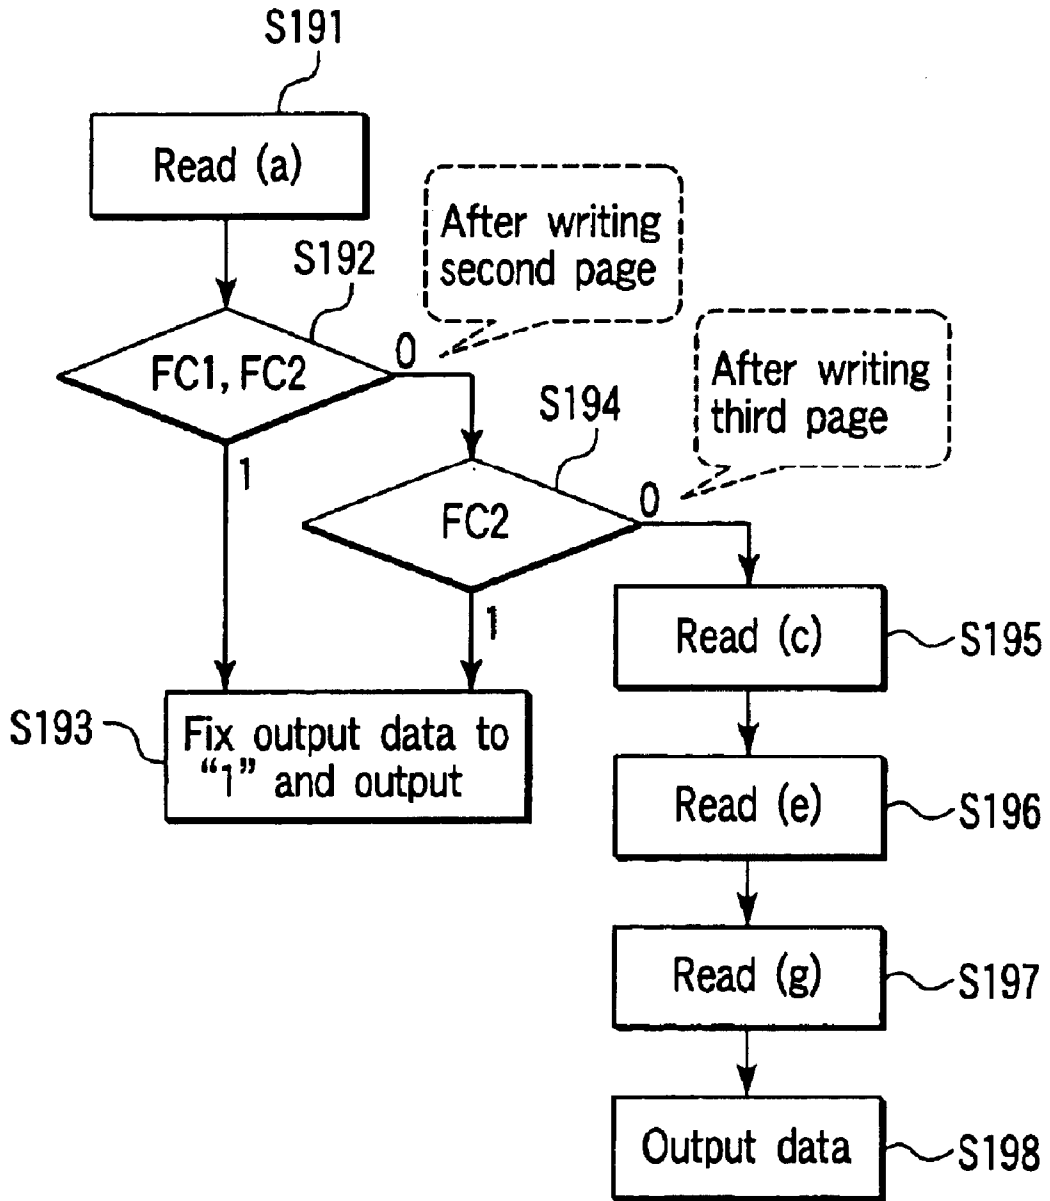 S191
Read (a)
S192
After writing
second page
FC1, FC2
0
1
S194
After writing
third page
FC2
0
1
Read (c)
S195
S193
Fix output data to
“1” and output
Read (e)
S196
Read (g)
S197
Output data
S198